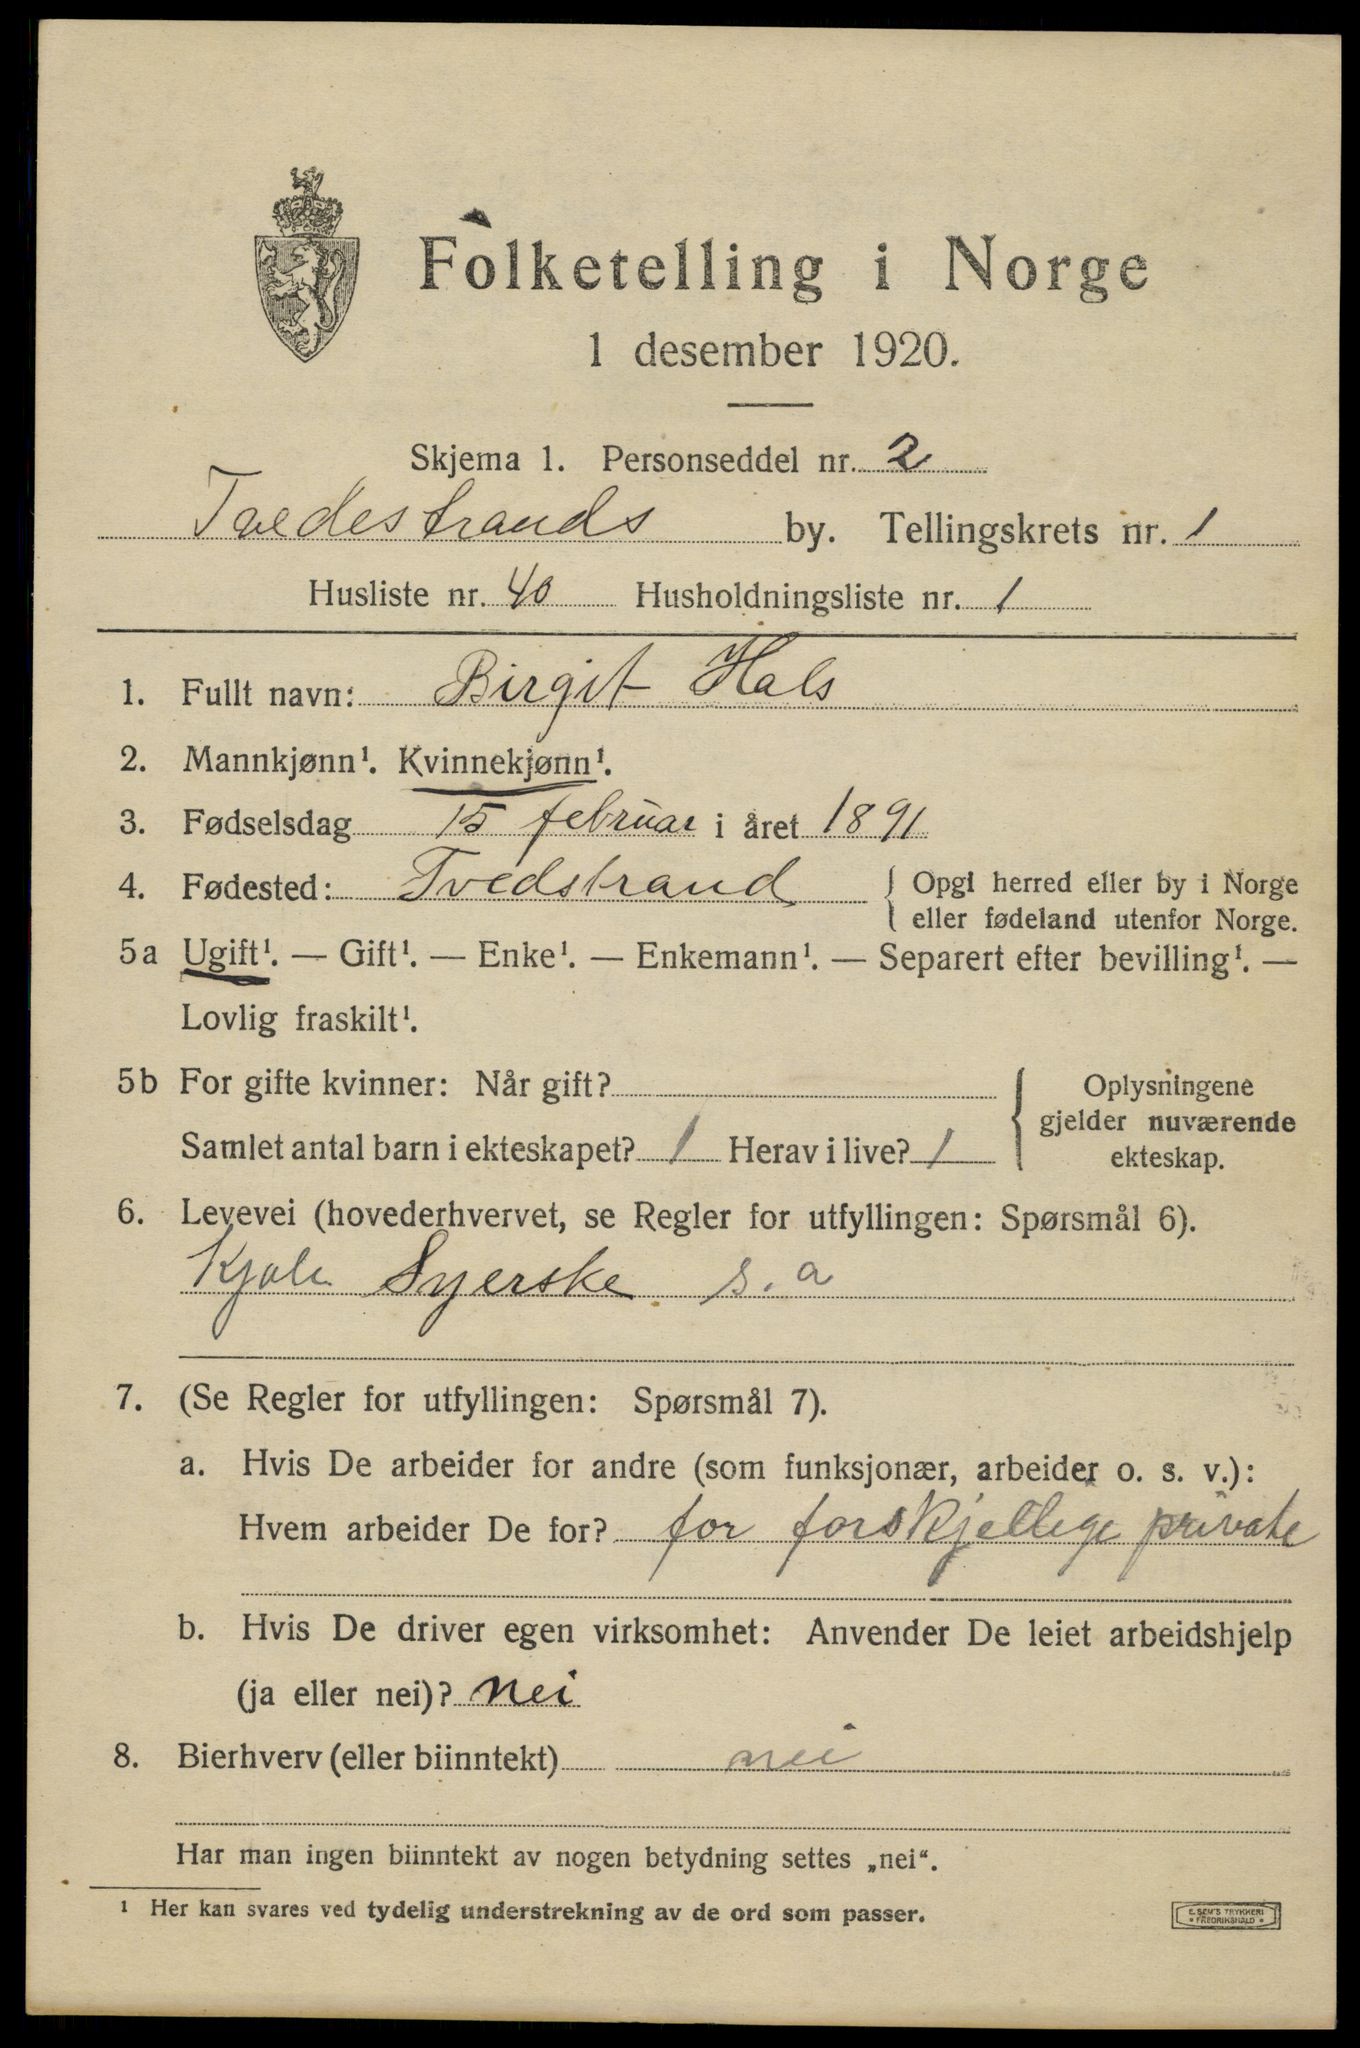 Folketelling i Norge
1 desember 1920.
Skjema 1. Personseddel nr. 2
Tvedestrands by. Tellingskrets nr. 1
Husliste nr. 40 Husholdningsliste nr. 1
1. Fullt navn: Birgit Hals
2. Mannkjønn¹. Kvinnekjønn¹.
3. Fødselsdag 15 februar i året 1891
4. Fødested: Tvedstrand { Opgi herred eller by i Norge
eller fødeland utenfor Norge.
5a Ugift¹. — Gift¹. — Enke¹. — Enkemann¹. — Separert efter bevilling¹. —
Lovlig fraskilt¹.
5b For gifte kvinner: Når gift? { Oplysningene
gjelder nuværende
Samlet antal barn i ekteskapet? 1 Herav i live? 1 ekteskap.
6. Levevei (hovederhvervet, se Regler for utfyllingen: Spørsmål 6).
Kjole Syerske s. a
7. (Se Regler for utfyllingen: Spørsmål 7).
a. Hvis De arbeider for andre (som funksjonær, arbeider o. s. v.):
Hvem arbeider De for? for forskjellige private
b. Hvis De driver egen virksomhet: Anvender De leiet arbeidshjelp
(ja eller nei)? nei
8. Bierhverv (eller biinntekt) nei
Har man ingen biinntekt av nogen betydning settes „nei“.
¹ Her kan svares ved tydelig understrekning av de ord som passer.
E. SEM'S TRYKKERI
• FREDRIKSHALD •